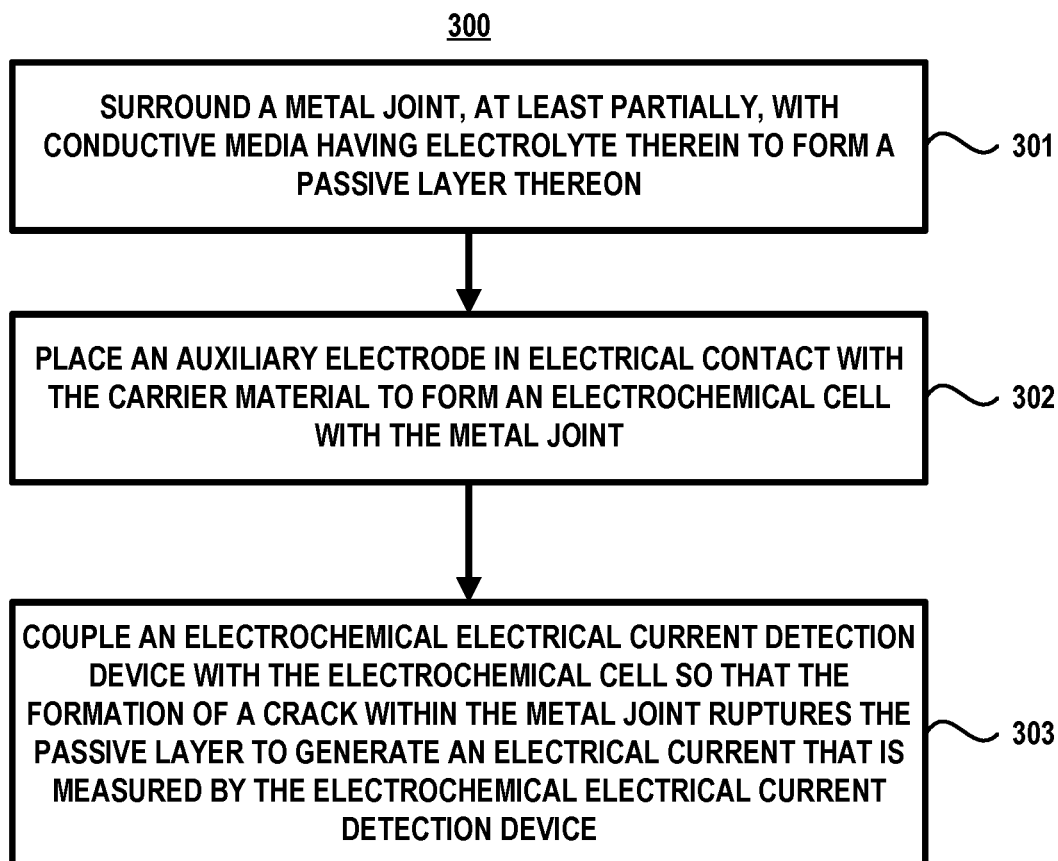 300
SURROUND A METAL JOINT, AT LEAST PARTIALLY, WITH
CONDUCTIVE MEDIA HAVING ELECTROLYTE THEREIN TO FORM A
PASSIVE LAYER THEREON
301
PLACE AN AUXILIARY ELECTRODE IN ELECTRICAL CONTACT WITH
THE CARRIER MATERIAL TO FORM AN ELECTROCHEMICAL CELL
WITH THE METAL JOINT
302
COUPLE AN ELECTROCHEMICAL ELECTRICAL CURRENT DETECTION
DEVICE WITH THE ELECTROCHEMICAL CELL SO THAT THE
FORMATION OF A CRACK WITHIN THE METAL JOINT RUPTURES THE
PASSIVE LAYER TO GENERATE AN ELECTRICAL CURRENT THAT IS
MEASURED BY THE ELECTROCHEMICAL ELECTRICAL CURRENT
DETECTION DEVICE
303